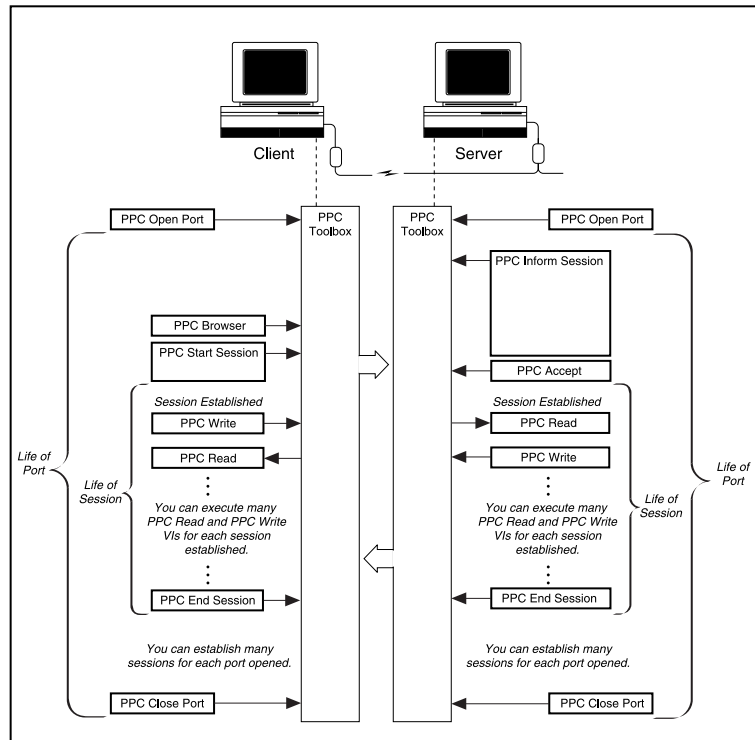 Client
Server
PPC Open Port
PPC
Toolbox
PPC
Toolbox
PPC Open Port
PPC Inform Session
PPC Browser
PPC Start Session
PPC Accept
Session Established
Session Established
PPC Write
PPC Read
Life of
Port
PPC Read
PPC Write
Life of
Port
Life of
Session
Life of
Session
You can execute many
PPC Read and PPC Write
VIs for each session
established.
You can execute many
PPC Read and PPC Write
VIs for each session
established.
PPC End Session
PPC End Session
You can establish many
sessions for each port opened.
You can establish many
sessions for each port opened.
PPC Close Port
PPC Close Port